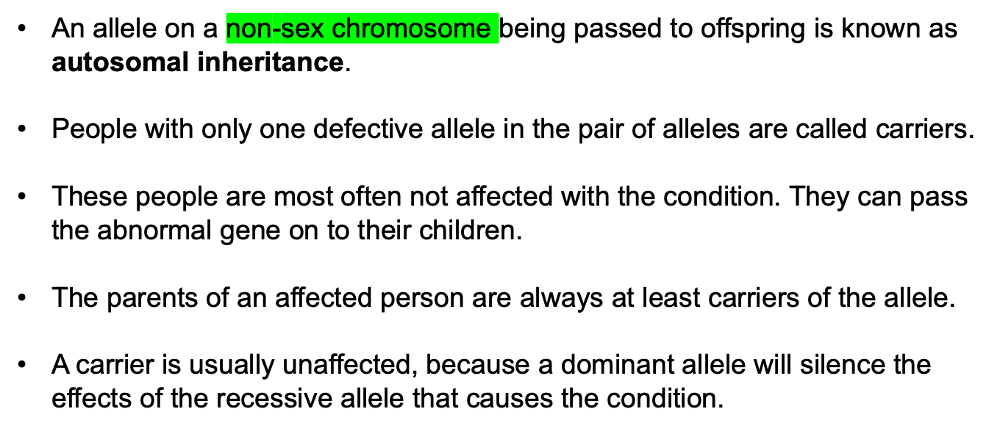 • An allele on a non-sex chromosome being passed to offspring is known as
autosomal inheritance.
• People with only one defective allele in the pair of alleles are called carriers.
• These people are most often not affected with the condition. They can pass
the abnormal gene on to their children.
• The parents of an affected person are always at least carriers of the allele.
• A carrier is usually unaffected, because a dominant allele will silence the
effects of the recessive allele that causes the condition.